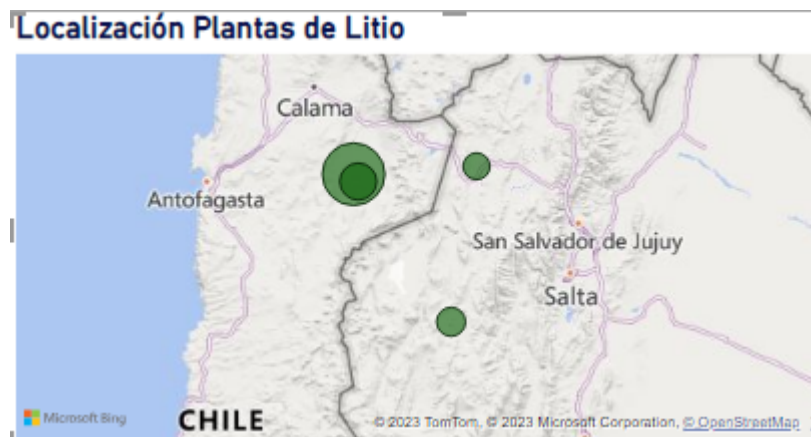 Localización Plantas de Litio
Calama
Antofagasta
San Salvador de Jujuy
Salta
Microsoft Bing
CHILE
© 2023 TomTom, © 2023 Microsoft Corporation, © OpenStreetMap